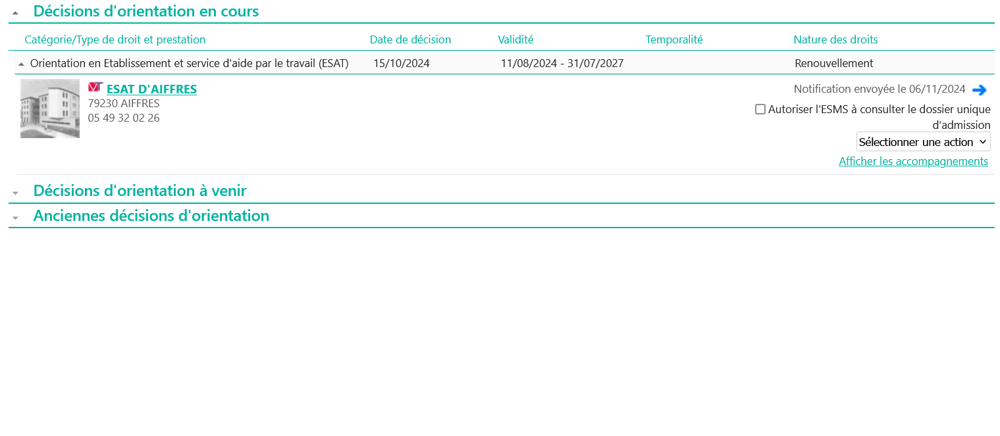 Décisions d'orientation en cours
Catégorie/Type de droit et prestation Date de décision Validité Temporalité Nature des droits
Orientation en Etablissement et service d'aide par le travail (ESAT) 15/10/2024 11/08/2024 - 31/07/2027 Renouvellement
ESAT D'AIFFRES
79230 AIFFRES
05 49 32 02 26
Notification envoyée le 06/11/2024
Autoriser l'ESMS à consulter le dossier unique
d'admission
Sélectionner une action
Afficher les accompagnements
Décisions d'orientation à venir
Anciennes décisions d'orientation